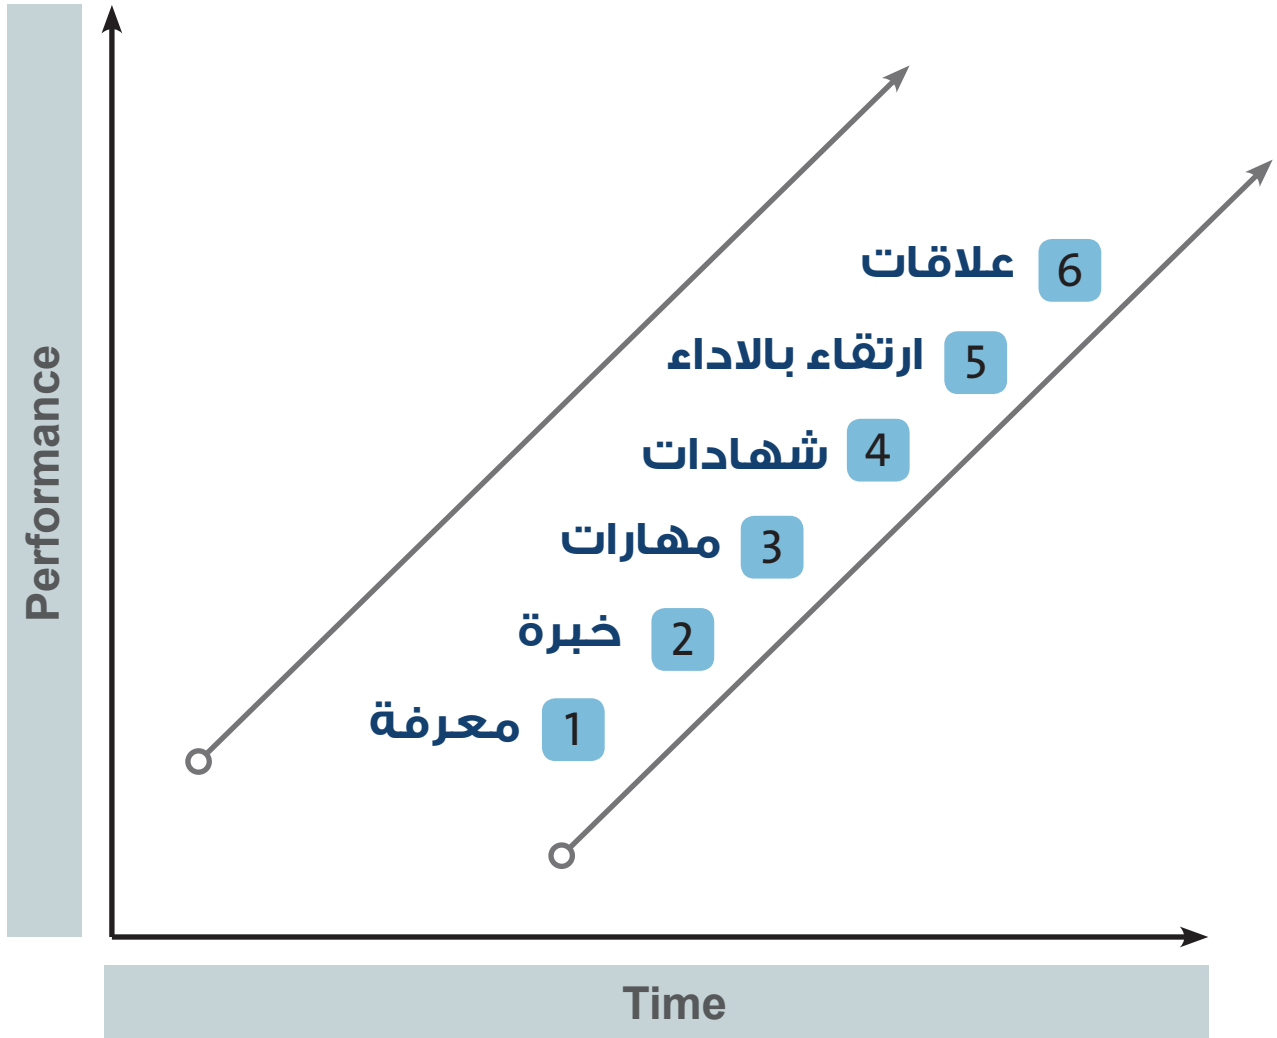 Performance
علاقات 6
ارتقاء بالاداء 5
شهادات 4
مهارات 3
خبرة 2
معرفة 1
Time